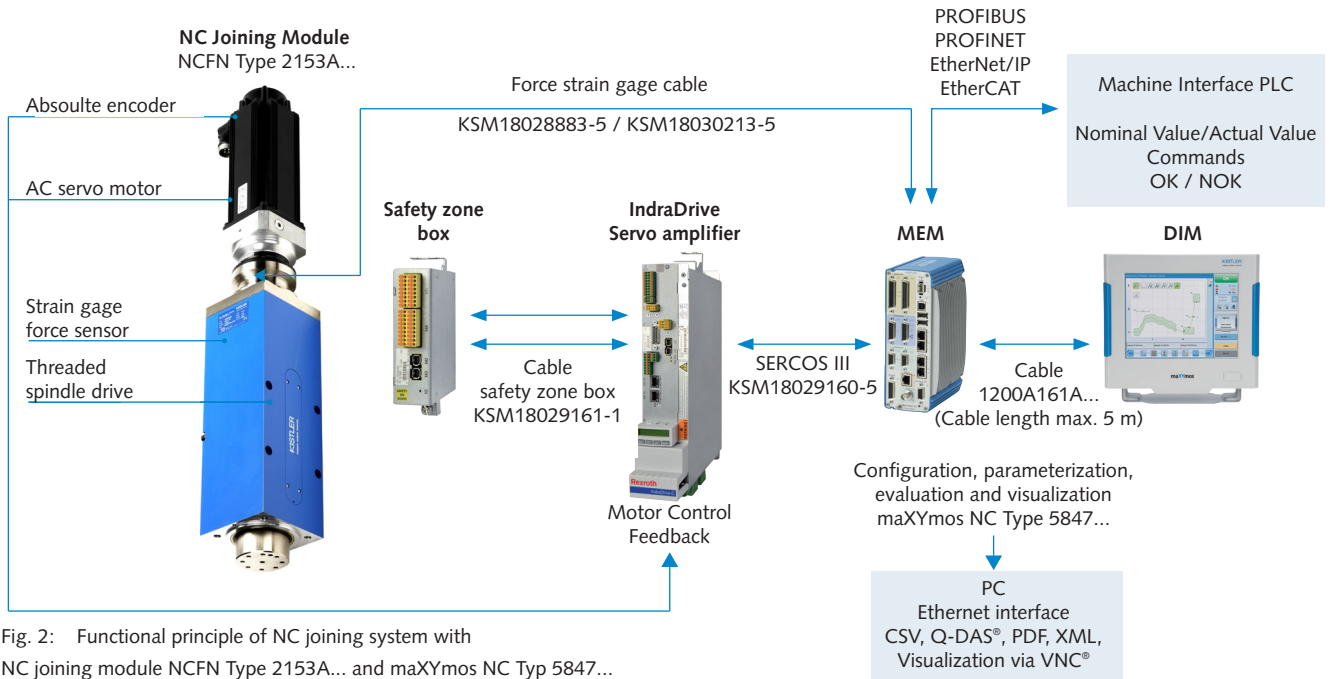 NC Joining Module
NCFN Type 2153A...
Absoulte encoder
AC servo motor
Strain gage
force sensor
Threaded
spindle drive
Force strain gage cable
KSM18028883-5 / KSM18030213-5
PROFIBUS
PROFINET
EtherNet/IP
EtherCAT
Machine Interface PLC
Nominal Value/Actual Value
Commands
OK / NOK
Safety zone
box
IndraDrive
Servo amplifier
MEM
DIM
Cable
safety zone box
KSM18029161-1
SERCOS III
KSM18029160-5
Cable
1200A161A...
(Cable length max. 5 m)
KISTLER
KISTLER
maXYmos
Rexroth
Motor Control
Feedback
Configuration, parameterization,
evaluation and visualization
maXYmos NC Type 5847...
PC
Ethernet interface
CSV, Q-DAS®, PDF, XML,
Visualization via VNC®
Fig. 2: Functional principle of NC joining system with
NC joining module NCFN Type 2153A... and maXYmos NC Typ 5847...